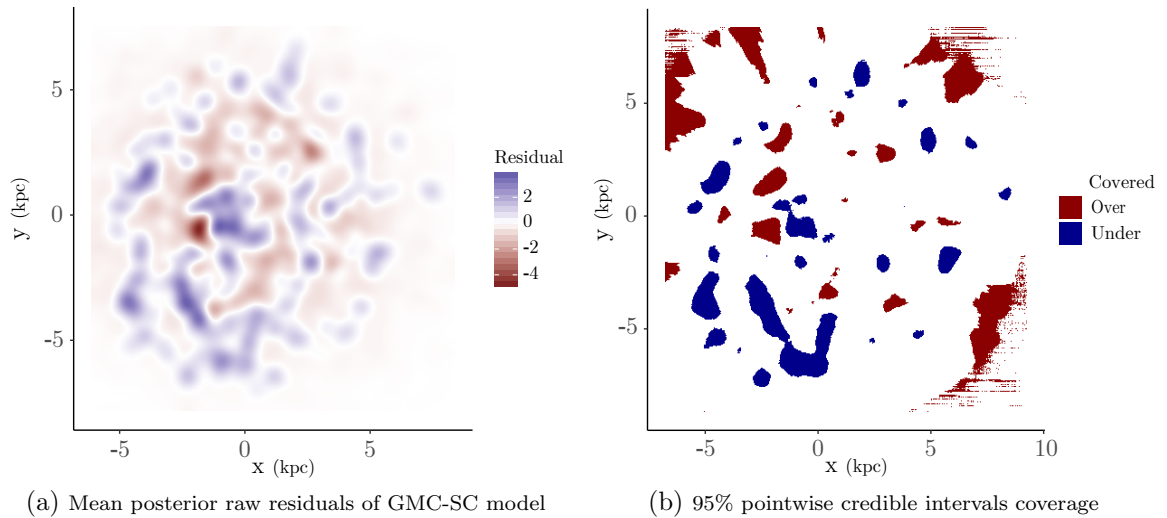 5
0
-5
y (kpc)
-5
0
5
x (kpc)
Residual
2
0
-2
-4
(a) Mean posterior raw residuals of GMC-SC model
5
0
-5
y (kpc)
-5
0
5
10
x (kpc)
Covered
Over
Under
(b) 95% pointwise credible intervals coverage